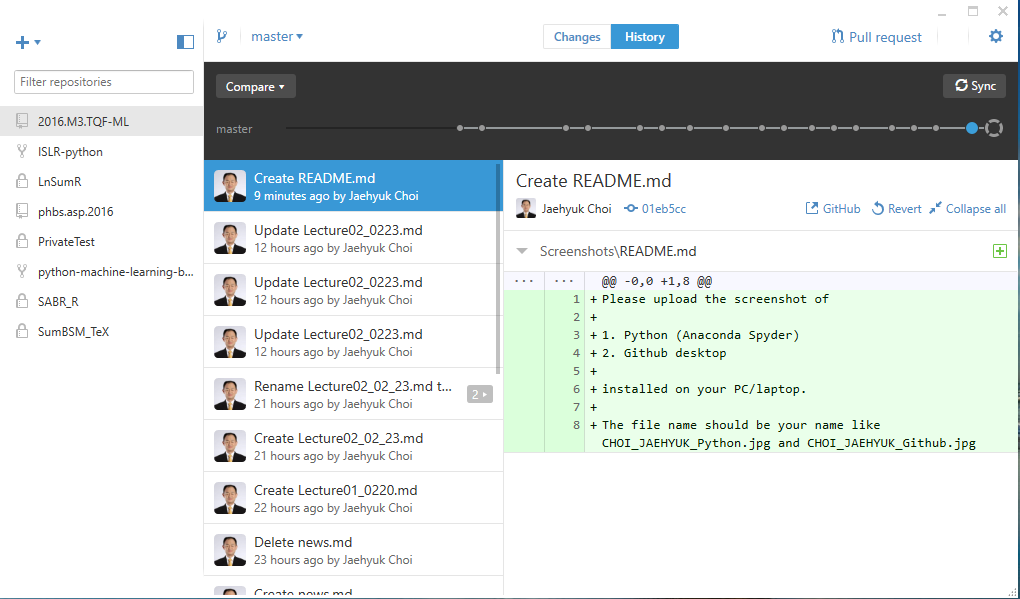 master
Changes
History
Pull request
Filter repositories
2016.M3.TQF-ML
ISLR-python
LnSumR
phbs.asp.2016
PrivateTest
python-machine-learning-b...
SABR_R
SumBSM_TeX
Compare
Sync
master
Create README.md
9 minutes ago by Jaehyuk Choi
Update Lecture02_0223.md
12 hours ago by Jaehyuk Choi
Update Lecture02_0223.md
12 hours ago by Jaehyuk Choi
Update Lecture02_0223.md
12 hours ago by Jaehyuk Choi
Rename Lecture02_02_23.md t...
2
21 hours ago by Jaehyuk Choi
Create Lecture02_02_23.md
21 hours ago by Jaehyuk Choi
Create Lecture01_0220.md
22 hours ago by Jaehyuk Choi
Delete news.md
23 hours ago by Jaehyuk Choi
Create news.md
Create README.md
Jaehyuk Choi
01eb5cc
GitHub
Revert
Collapse all
Screenshots\README.md
... ... @@ -0,0 +1,8 @@
1 + Please upload the screenshot of
2 +
3 + 1. Python (Anaconda Spyder)
4 + 2. Github desktop
5 +
6 + installed on your PC/laptop.
7 +
8 + The file name should be your name like
CHOI_JAEHYUK_Python.jpg and CHOI_JAEHYUK_Github.jpg